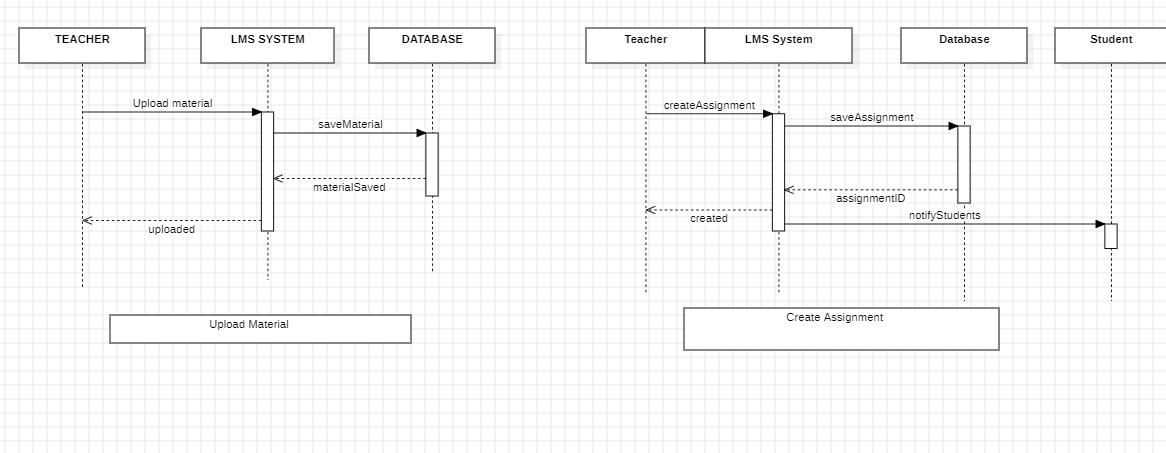 TEACHER
LMS SYSTEM
DATABASE
Upload material
saveMaterial
materialSaved
uploaded
Upload Material
Teacher
LMS System
Database
Student
createAssignment
saveAssignment
assignmentID
created
notifyStudents
Create Assignment